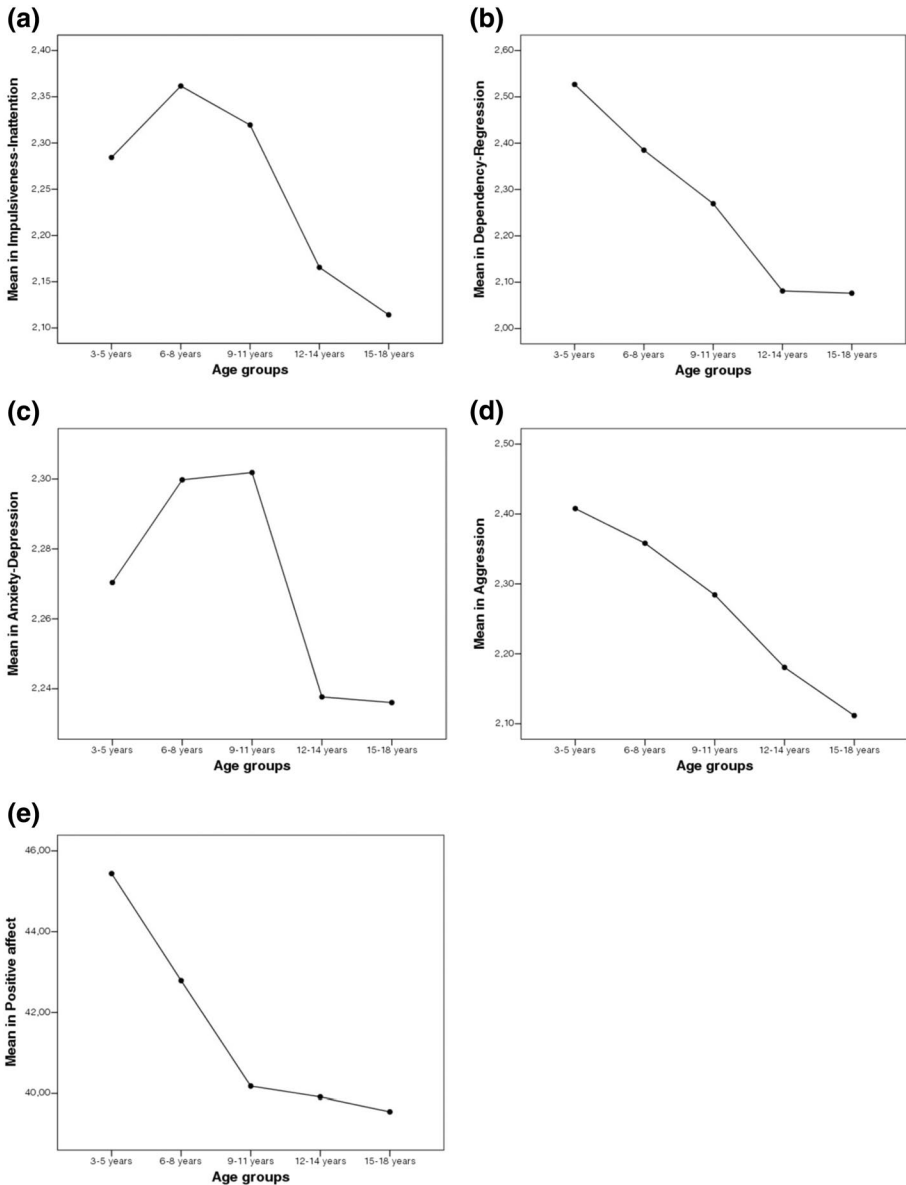 (a)
Mean in Impulsiveness-Inattention
2,40
2,35
2,30
2,25
2,20
2,15
2,10
3-5 years 6-8 years 9-11 years 12-14 years 15-18 years
Age groups
(b)
Mean in Dependency-Regression
2,60
2,50
2,40
2,30
2,20
2,10
2,00
3-5 years 6-8 years 9-11 years 12-14 years 15-18 years
Age groups
(c)
Mean in Anxiety-Depression
2,30
2,28
2,26
2,24
3-5 years 6-8 years 9-11 years 12-14 years 15-18 years
Age groups
(d)
Mean in Aggression
2,50
2,40
2,30
2,20
2,10
3-5 years 6-8 years 9-11 years 12-14 years 15-18 years
Age groups
(e)
Mean in Positive affect
46,00
44,00
42,00
40,00
3-5 years 6-8 years 9-11 years 12-14 years 15-18 years
Age groups